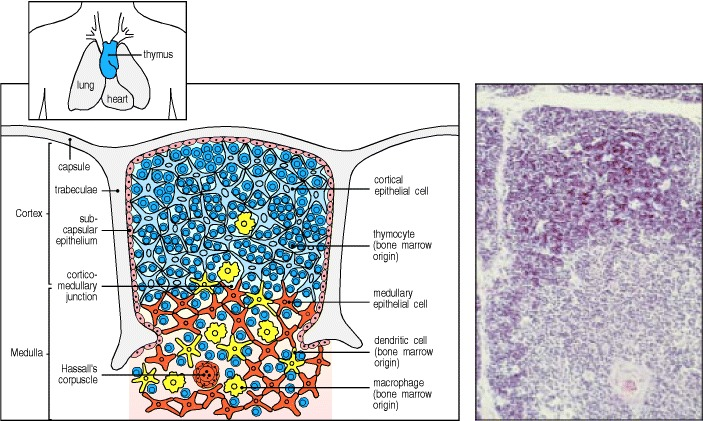 thymus
lung
heart
capsule
trabeculae
Cortex
sub-
capsular
epithelium
cortico-
medullary
junction
Medulla
Hassall's
corpuscle
cortical
epithelial cell
thymocyte
(bone marrow
origin)
medullary
epithelial cell
dendritic cell
(bone marrow
origin)
macrophage
(bone marrow
origin)